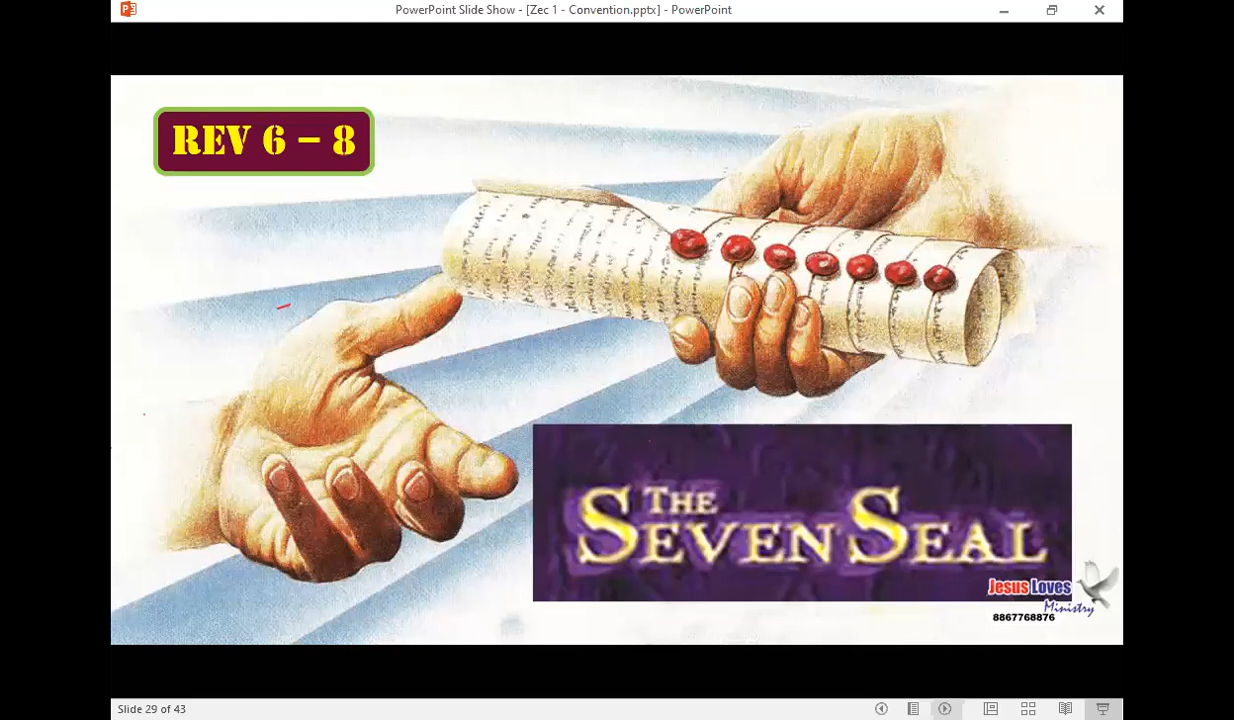 PowerPoint Slide Show - [Zec 1 - Convention.pptx] - PowerPoint
REV 6 – 8
THE
SEVEN SEAL
Jesus Loves
Ministry
8867768876
Slide 29 of 43